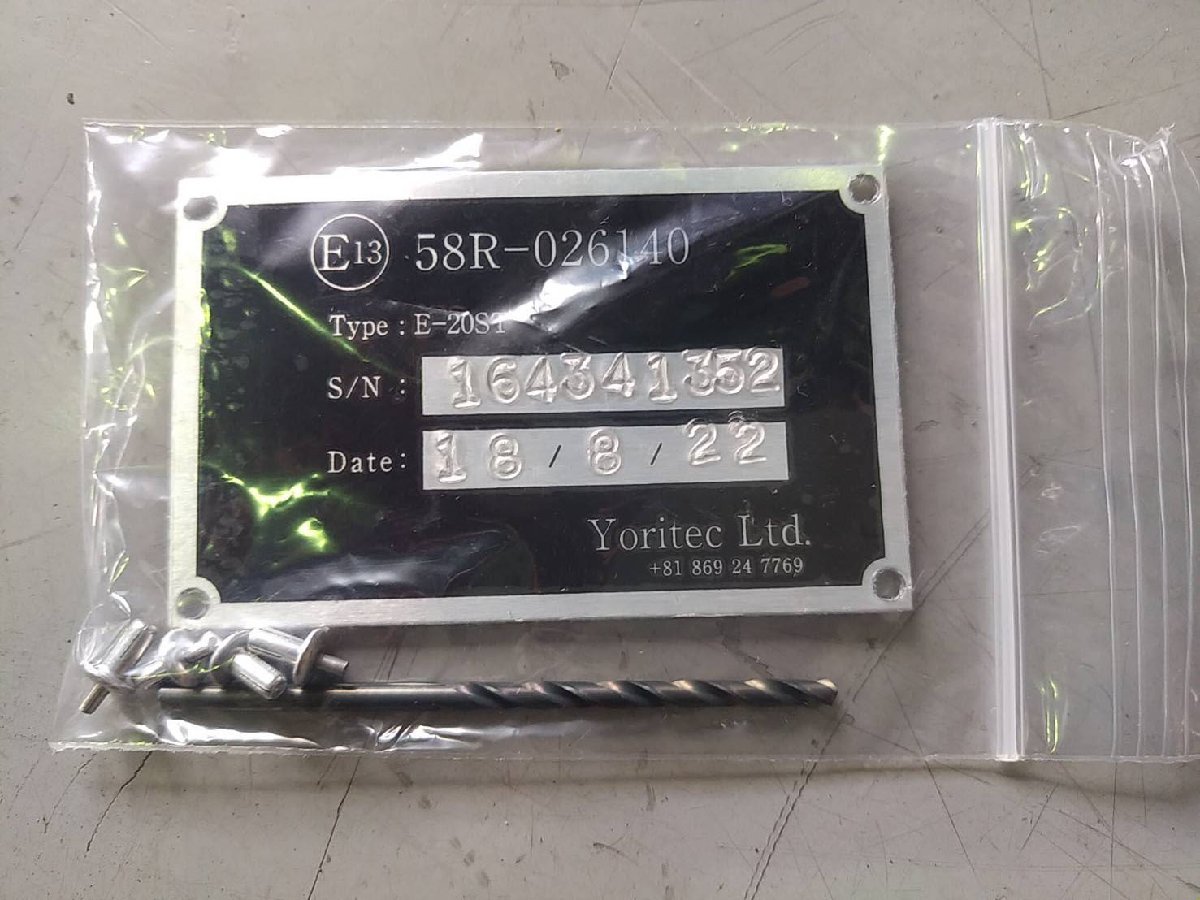 E13 58R-026140
Type : E-20ST
S/N : 164341352
Date : 18 / 8 / 22
Yoritec Ltd.
+81 869 24 7769